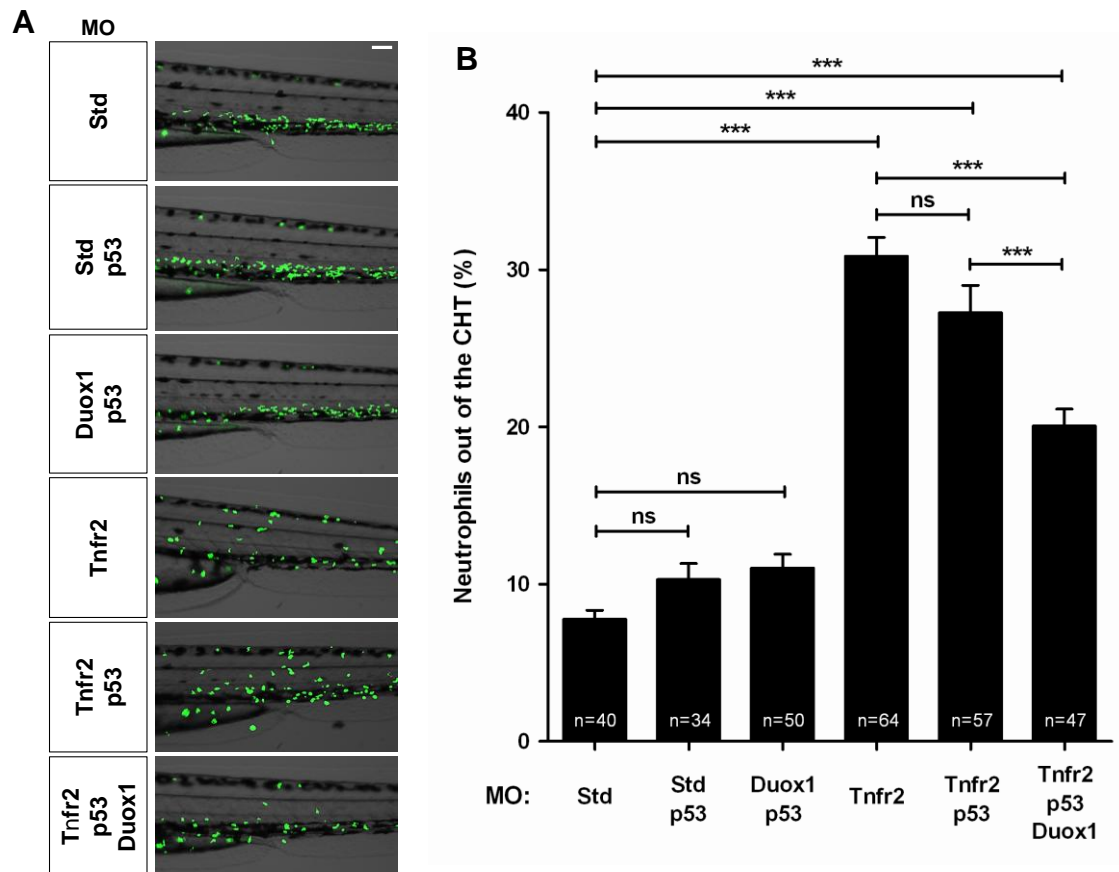 A
MO
Std
Std
p53
Duox1
p53
Tnfr2
Tnfr2
p53
Tnfr2
p53
Duox1
B
***
***
***
***
ns
***
ns
ns
Neutrophils out of the CHT (%)
40
30
20
10
0
n=40
n=34
n=50
n=64
n=57
n=47
MO:
Std
Std
p53
Duox1
p53
Tnfr2
Tnfr2
p53
Tnfr2
p53
Duox1